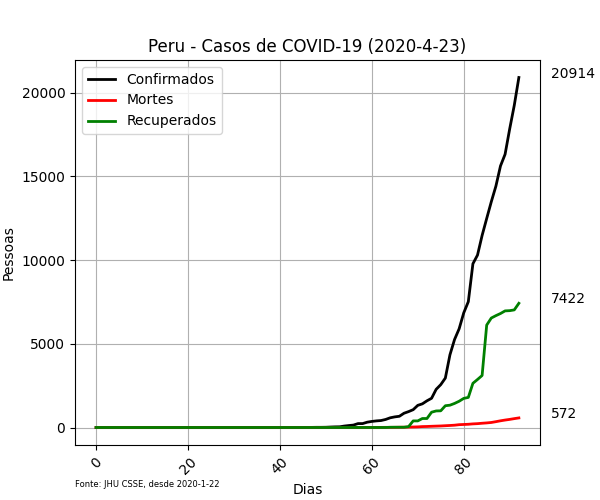 Peru - Casos de COVID-19 (2020-4-23)
Confirmados
Mortes
Recuperados
20914
7422
572
Pessoas
20000
15000
10000
5000
0
0
20
40
60
80
Dias
Fonte: JHU CSSE, desde 2020-1-22